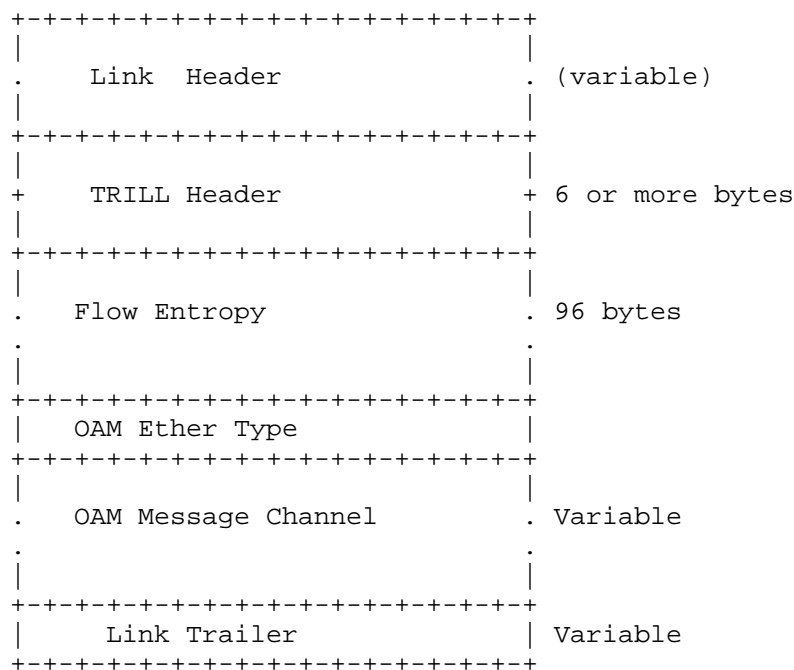 +-+-+-+-+-+-+-+-+-+-+-+-+-+-+-+-+
|                               |
.    Link  Header               . (variable)
|                               |
+-+-+-+-+-+-+-+-+-+-+-+-+-+-+-+-+
|                               |
+    TRILL Header               + 6 or more bytes
|                               |
+-+-+-+-+-+-+-+-+-+-+-+-+-+-+-+-+
|                               |
.   Flow Entropy                . 96 bytes
.                               .
|                               |
+-+-+-+-+-+-+-+-+-+-+-+-+-+-+-+-+
|   OAM Ether Type              |
+-+-+-+-+-+-+-+-+-+-+-+-+-+-+-+-+
|                               |
.   OAM Message Channel         . Variable
.                               .
|                               |
+-+-+-+-+-+-+-+-+-+-+-+-+-+-+-+-+
|     Link Trailer              | Variable
+-+-+-+-+-+-+-+-+-+-+-+-+-+-+-+-+